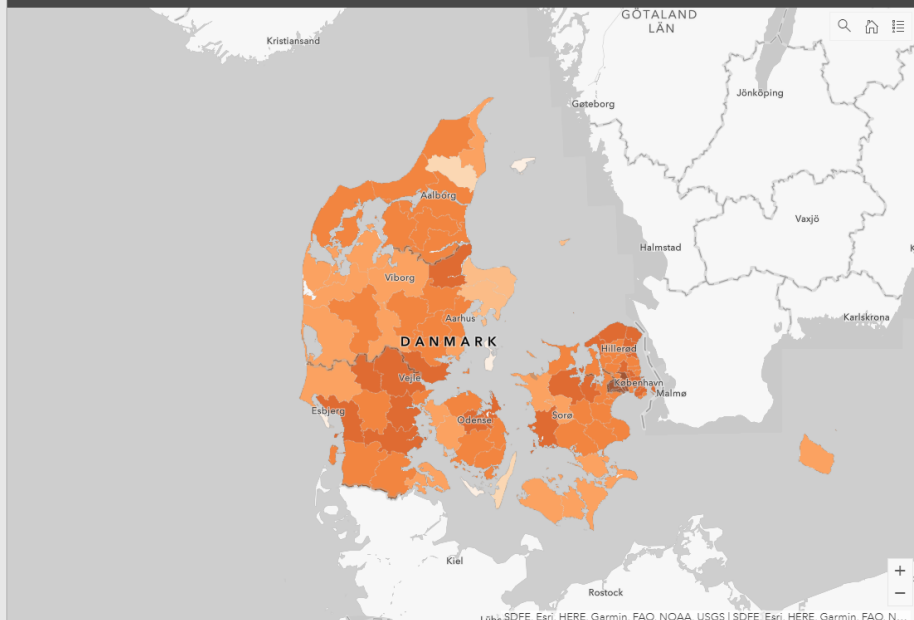 GÖTALAND
LÄN
Kristiansand
Jönköping
Gøteborg
Aalborg
Vaxjö
Halmstad
Viborg
Aarhus
Karlskrona
DANMARK
Hillerød
Vejle
København
Malmø
Esbjerg
Sorø
Odense
Kiel
Rostock
SDFE, Esri, HERE, Garmin, FAO, NOAA, USGS | SDFE, Esri, HERE, Garmin, FAO, N...